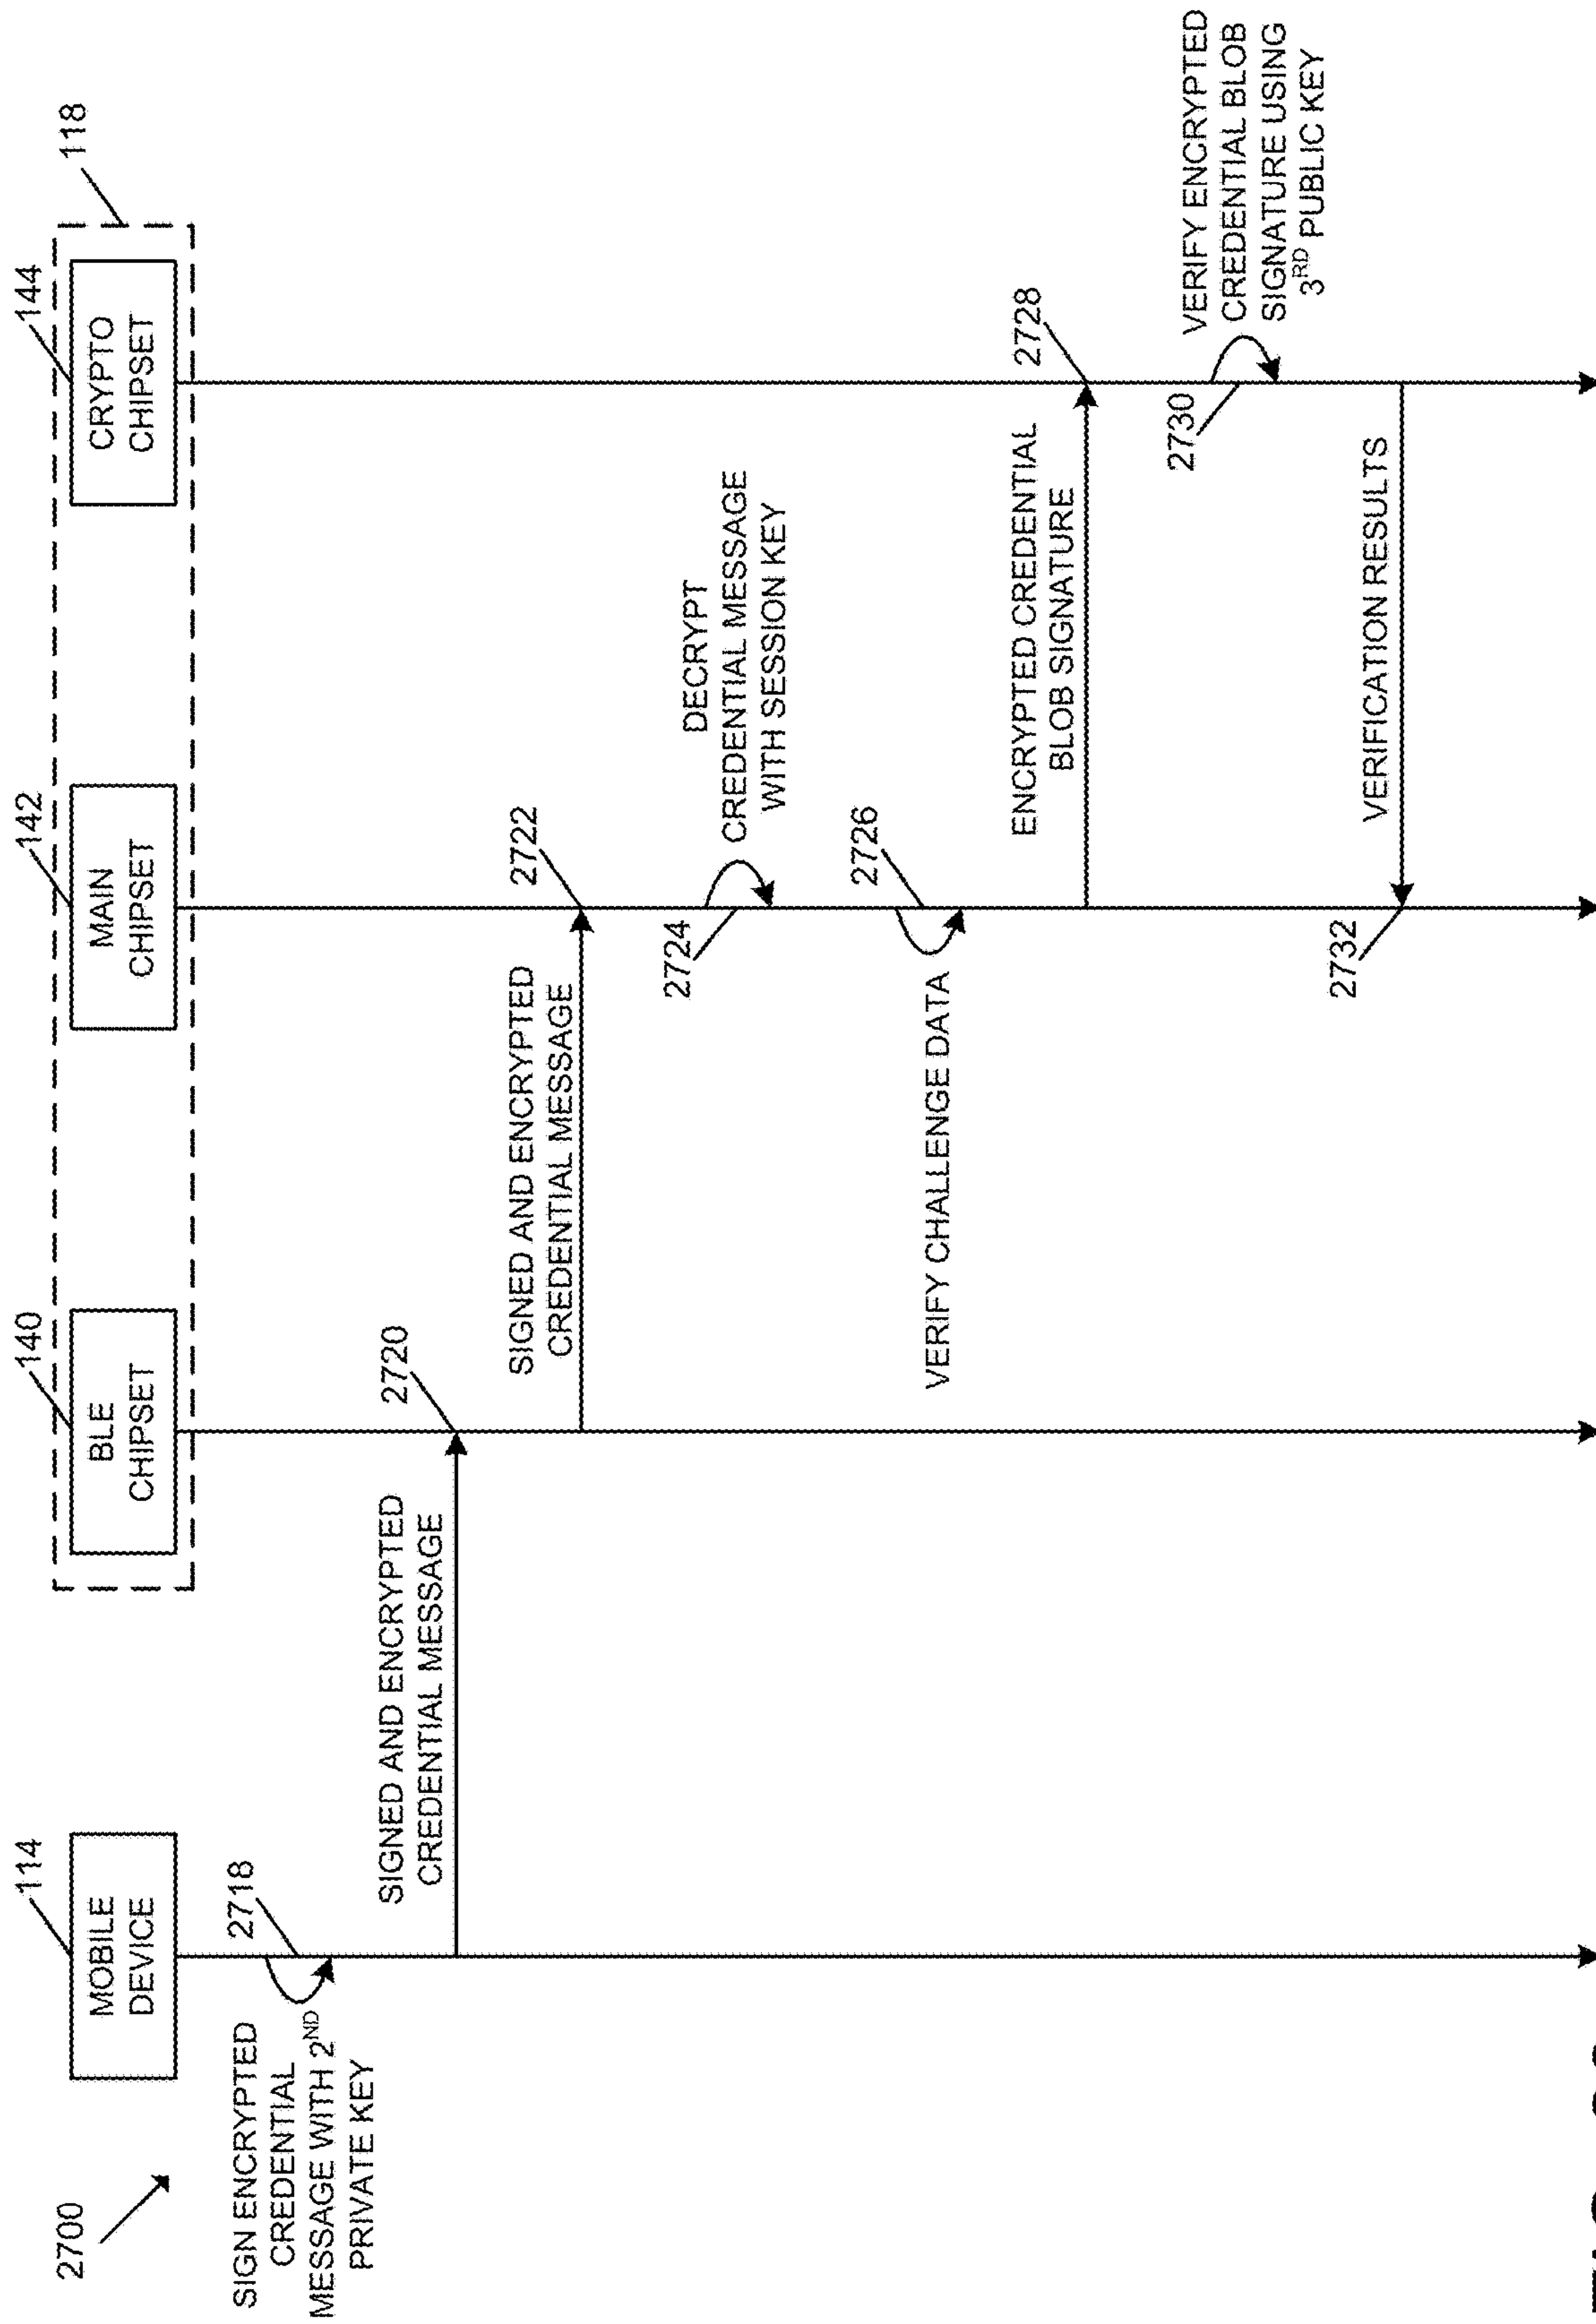 2700
114
MOBILE
DEVICE
140
BLE
CHIPSET
142
MAIN
CHIPSET
144
CRYPTO
CHIPSET
118
SIGN ENCRYPTED
CREDENTIAL
MESSAGE WITH 2ND
PRIVATE KEY
2718
SIGNED AND ENCRYPTED
CREDENTIAL MESSAGE
2720
SIGNED AND ENCRYPTED
CREDENTIAL MESSAGE
2722
2724
DECRYPT
CREDENTIAL MESSAGE
WITH SESSION KEY
VERIFY CHALLENGE DATA
2726
ENCRYPTED CREDENTIAL
BLOB SIGNATURE
2728
2730
VERIFY ENCRYPTED
CREDENTIAL BLOB
SIGNATURE USING
3RD PUBLIC KEY
2732
VERIFICATION RESULTS